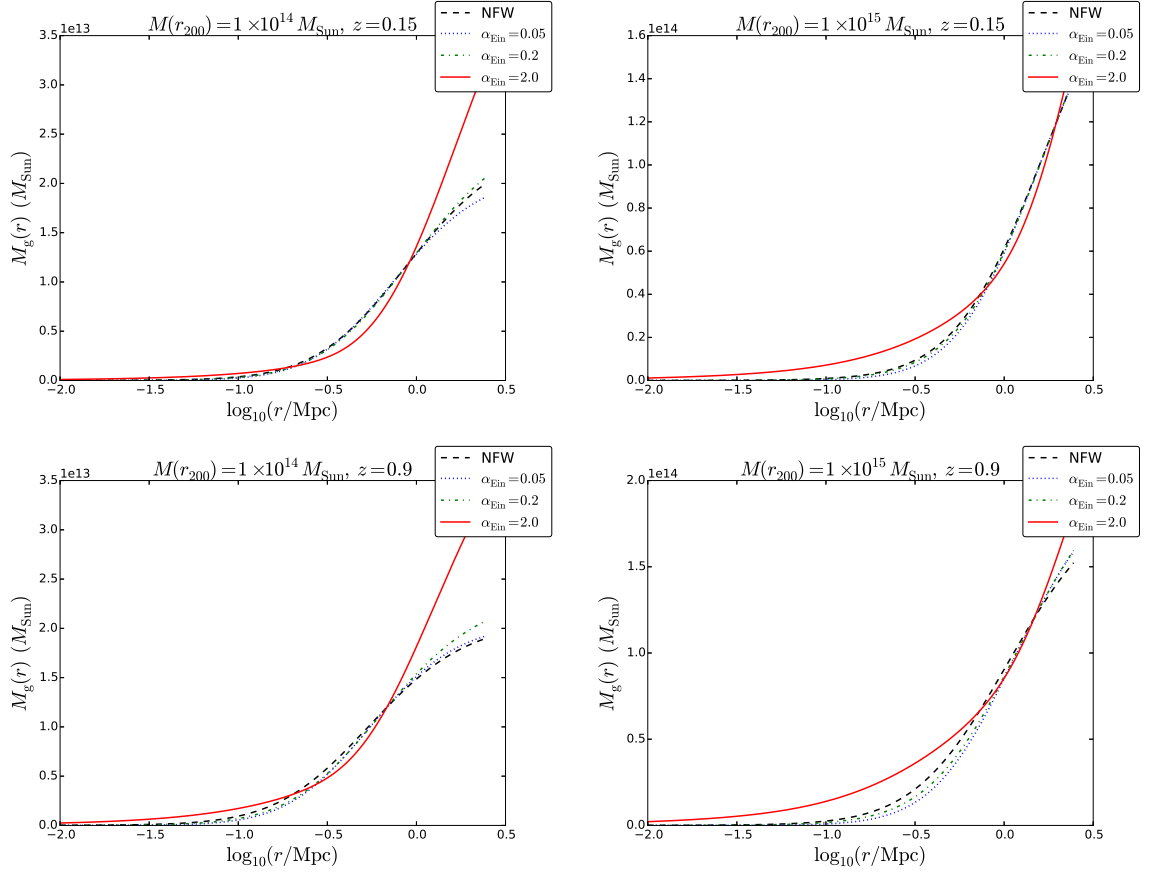 M(r200) = 1×10^14 MSun, z=0.15
1e13
NFW
αEin=0.05
αEin=0.2
αEin=2.0
3.5
3.0
2.5
2.0
1.5
1.0
0.5
0.0
Mg(r) (MSun)
−2.0 −1.5 −1.0 −0.5 0.0 0.5
log10(r/Mpc)
M(r200) = 1×10^15 MSun, z=0.15
1e14
NFW
αEin=0.05
αEin=0.2
αEin=2.0
1.6
1.4
1.2
1.0
0.8
0.6
0.4
0.2
0.0
Mg(r) (MSun)
−2.0 −1.5 −1.0 −0.5 0.0 0.5
log10(r/Mpc)
M(r200) = 1×10^14 MSun, z=0.9
1e13
NFW
αEin=0.05
αEin=0.2
αEin=2.0
3.5
3.0
2.5
2.0
1.5
1.0
0.5
0.0
Mg(r) (MSun)
−2.0 −1.5 −1.0 −0.5 0.0 0.5
log10(r/Mpc)
M(r200) = 1×10^15 MSun, z=0.9
1e14
NFW
αEin=0.05
αEin=0.2
αEin=2.0
2.0
1.5
1.0
0.5
0.0
Mg(r) (MSun)
−2.0 −1.5 −1.0 −0.5 0.0 0.5
log10(r/Mpc)